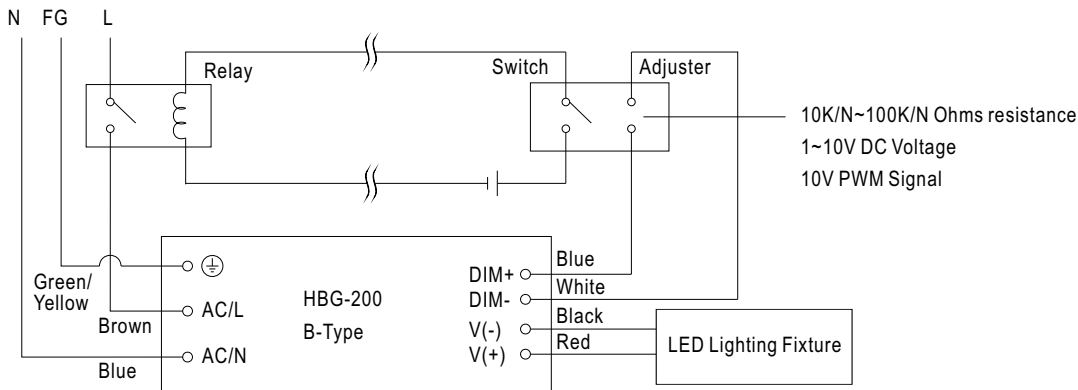 N FG L
Relay
Switch
Adjuster
10K/N~100K/N Ohms resistance
1~10V DC Voltage
10V PWM Signal
Green/
Yellow
Brown
Blue
AC/L
AC/N
HBG-200
B-Type
DIM+
DIM-
V(-)
V(+)
Blue
White
Black
Red
LED Lighting Fixture